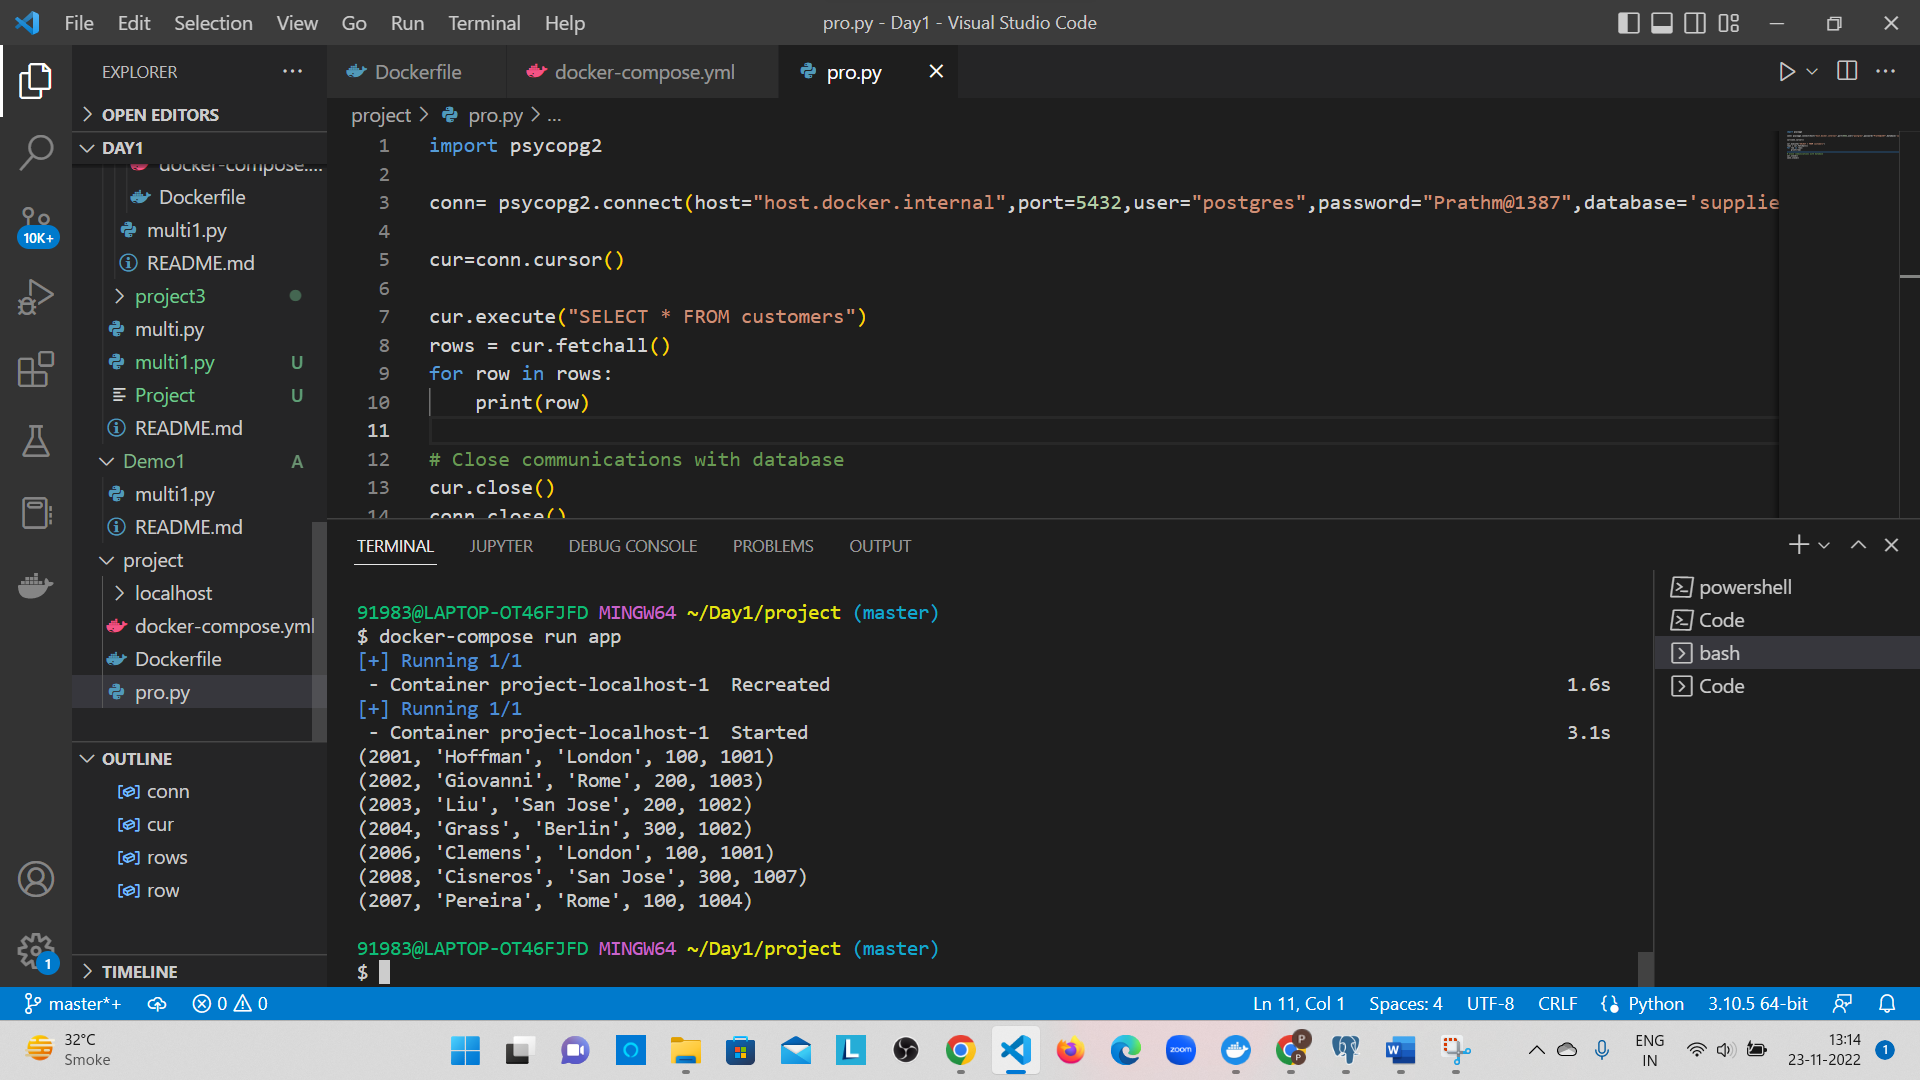 File Edit Selection View Go Run Terminal Help
pro.py - Day1 - Visual Studio Code
EXPLORER
OPEN EDITORS
DAY1
docker-compose....
Dockerfile
multi1.py
README.md
project3
multi.py
multi1.py U
Project U
README.md
Demo1 A
multi1.py
README.md
project
localhost
docker-compose.yml
Dockerfile
pro.py
OUTLINE
conn
cur
rows
row
TIMELINE
10K+
1
Dockerfile docker-compose.yml pro.py
project > pro.py > ...
1 import psycopg2
2
3 conn= psycopg2.connect(host="host.docker.internal",port=5432,user="postgres",password="Prathm@1387",database='supplie
4
5 cur=conn.cursor()
6
7 cur.execute("SELECT * FROM customers")
8 rows = cur.fetchall()
9 for row in rows:
10 print(row)
11
12 # Close communications with database
13 cur.close()
14 conn.close()
TERMINAL JUPYTER DEBUG CONSOLE PROBLEMS OUTPUT
91983@LAPTOP-OT46FJFD MINGW64 ~/Day1/project (master)
$ docker-compose run app
[+] Running 1/1
- Container project-localhost-1 Recreated 1.6s
[+] Running 1/1
- Container project-localhost-1 Started 3.1s
(2001, 'Hoffman', 'London', 100, 1001)
(2002, 'Giovanni', 'Rome', 200, 1003)
(2003, 'Liu', 'San Jose', 200, 1002)
(2004, 'Grass', 'Berlin', 300, 1002)
(2006, 'Clemens', 'London', 100, 1001)
(2008, 'Cisneros', 'San Jose', 300, 1007)
(2007, 'Pereira', 'Rome', 100, 1004)
91983@LAPTOP-OT46FJFD MINGW64 ~/Day1/project (master)
$
powershell
Code
bash
Code
master*+ 0 0 Ln 11, Col 1 Spaces: 4 UTF-8 CRLF Python 3.10.5 64-bit
32°C
Smoke
zoom
P
P
W
L
ENG
IN
13:14
23-11-2022
1